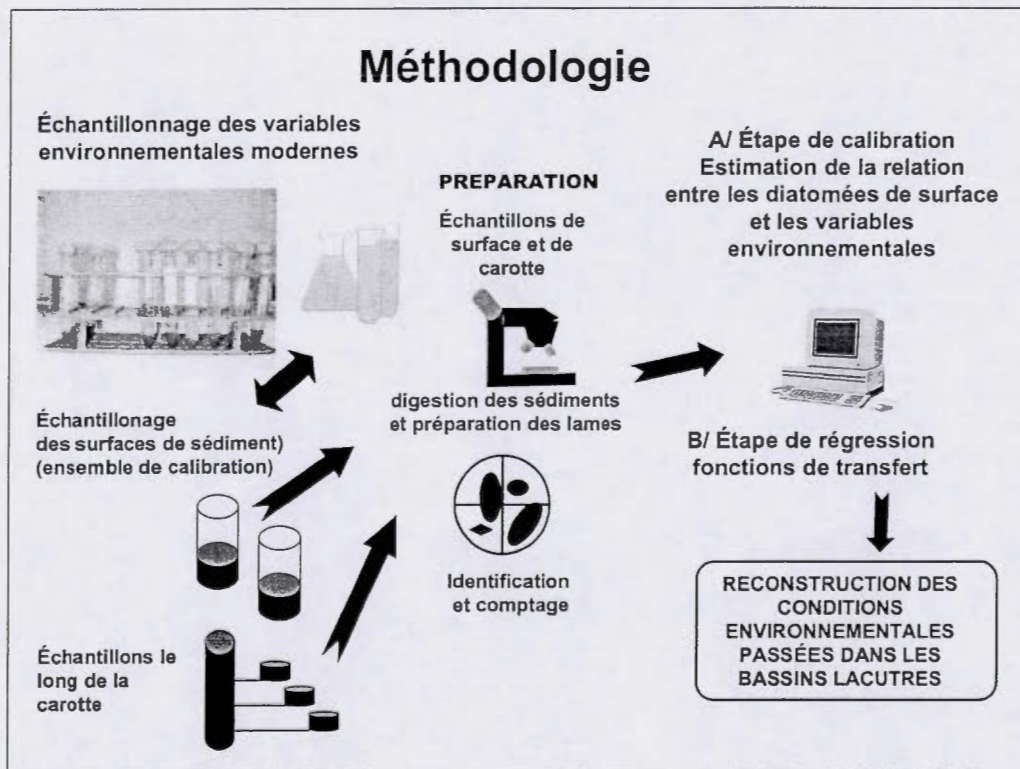 Méthodologie
Échantillonnage des variables
environnementales modernes
Échantillonage
des surfaces de sédiment)
(ensemble de calibration)
Échantillons le
long de la
carotte
PREPARATION
Échantillons de
surface et de
carotte
digestion des sédiments
et préparation des lames
Identification
et comptage
A/ Étape de calibration
Estimation de la relation
entre les diatomées de surface
et les variables
environnementales
B/ Étape de régression
fonctions de transfert
RECONSTRUCTION DES
CONDITIONS
ENVIRONNEMENTALES
PASSÉES DANS LES
BASSINS LACUTRES